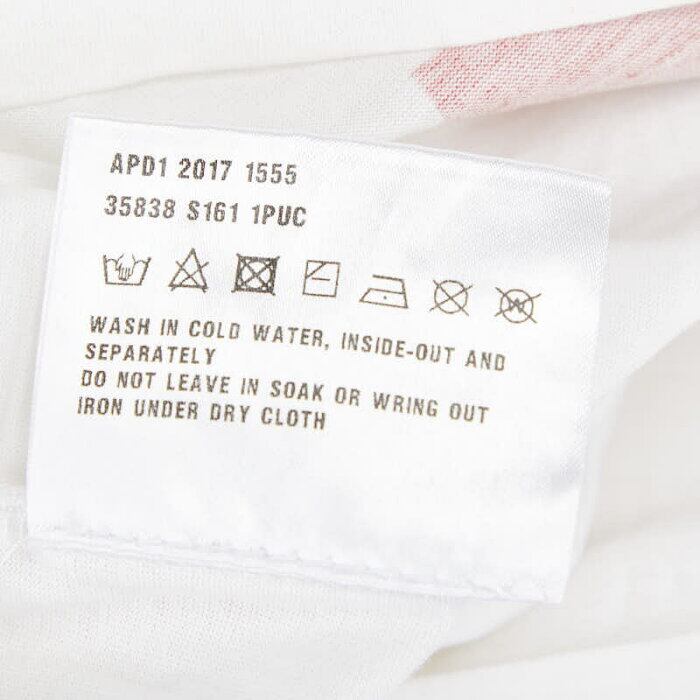 APD1 2017 1555
35838 S161 1PUC
WASH IN COLD WATER, INSIDE-OUT AND
SEPARATELY
DO NOT LEAVE IN SOAK OR WRING OUT
IRON UNDER DRY CLOTH